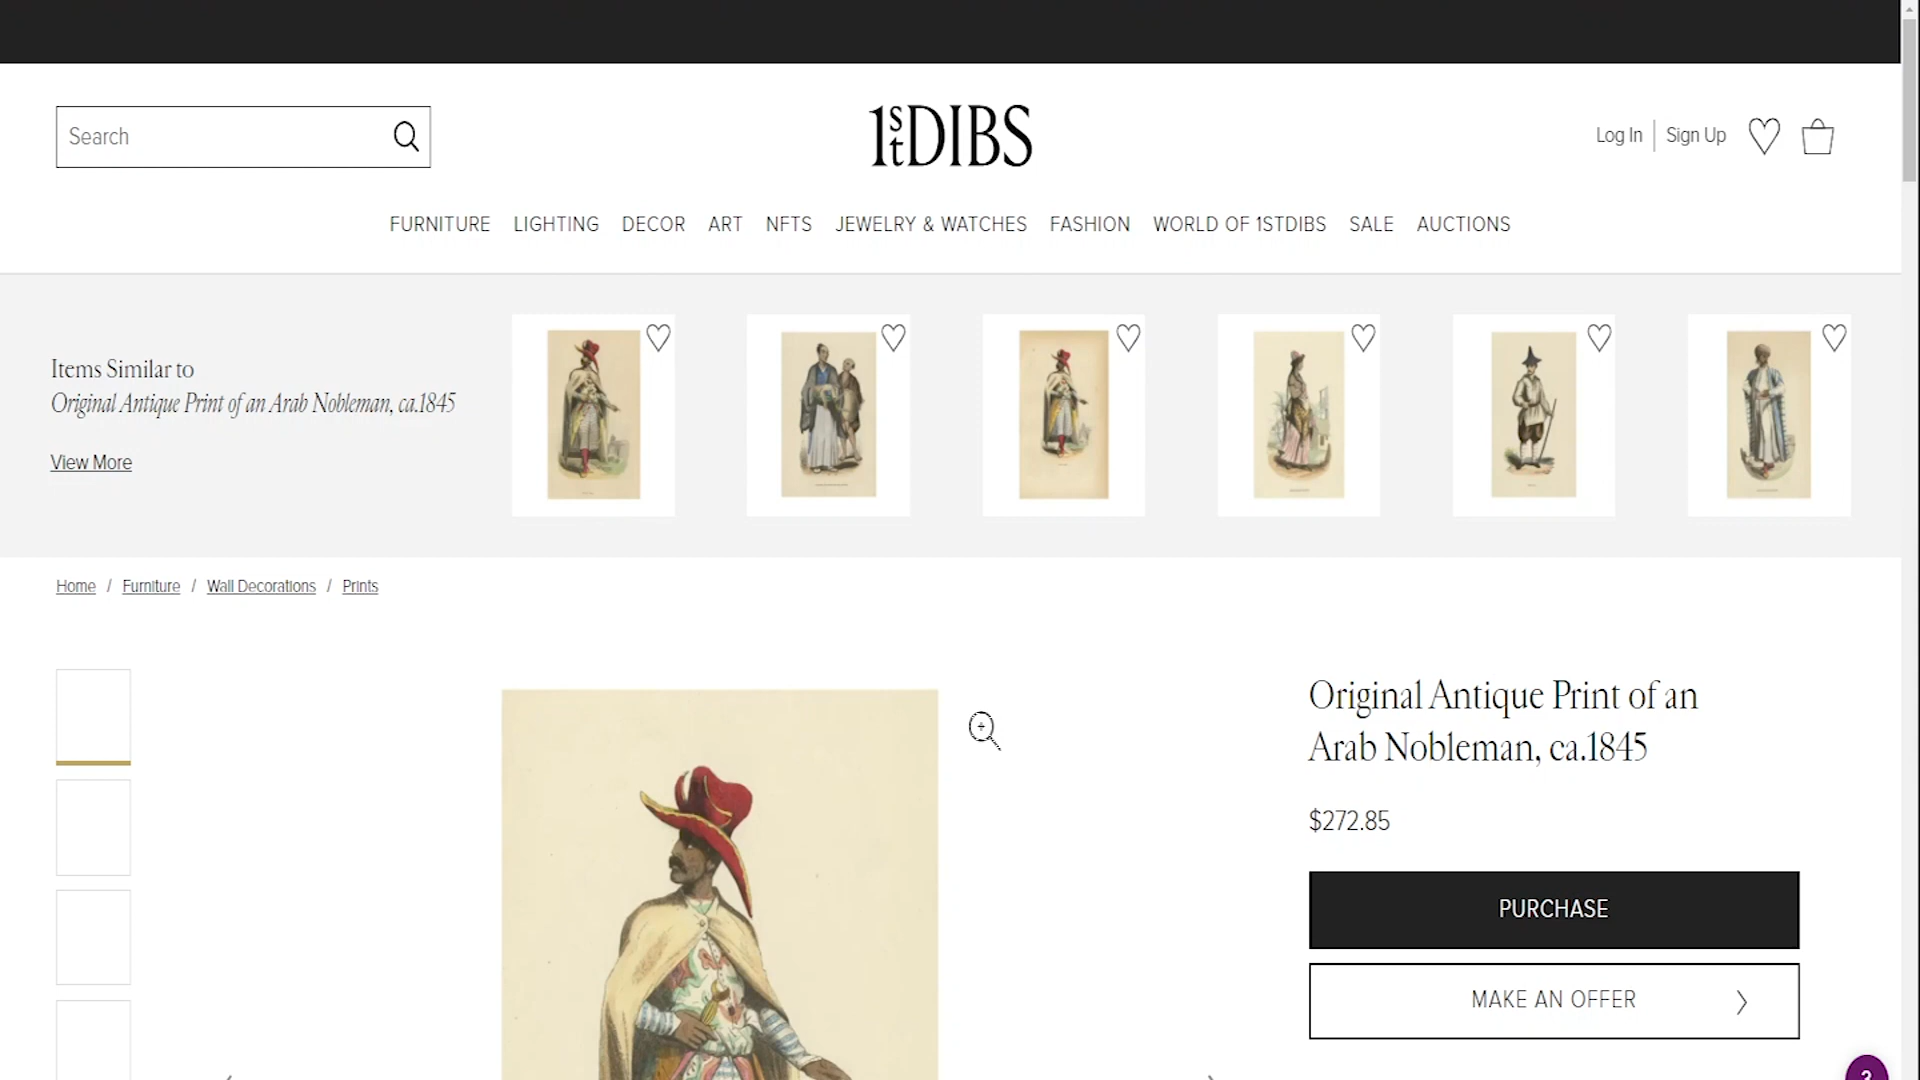 Search
1stDIBS
Log In
Sign Up
FURNITURE LIGHTING DECOR ART NFTS JEWELRY & WATCHES FASHION WORLD OF 1STDIBS SALE AUCTIONS
Items Similar to
Original Antique Print of an Arab Nobleman, ca.1845
View More
Home / Furniture / Wall Decorations / Prints
Original Antique Print of an
Arab Nobleman, ca.1845
$272.85
PURCHASE
MAKE AN OFFER